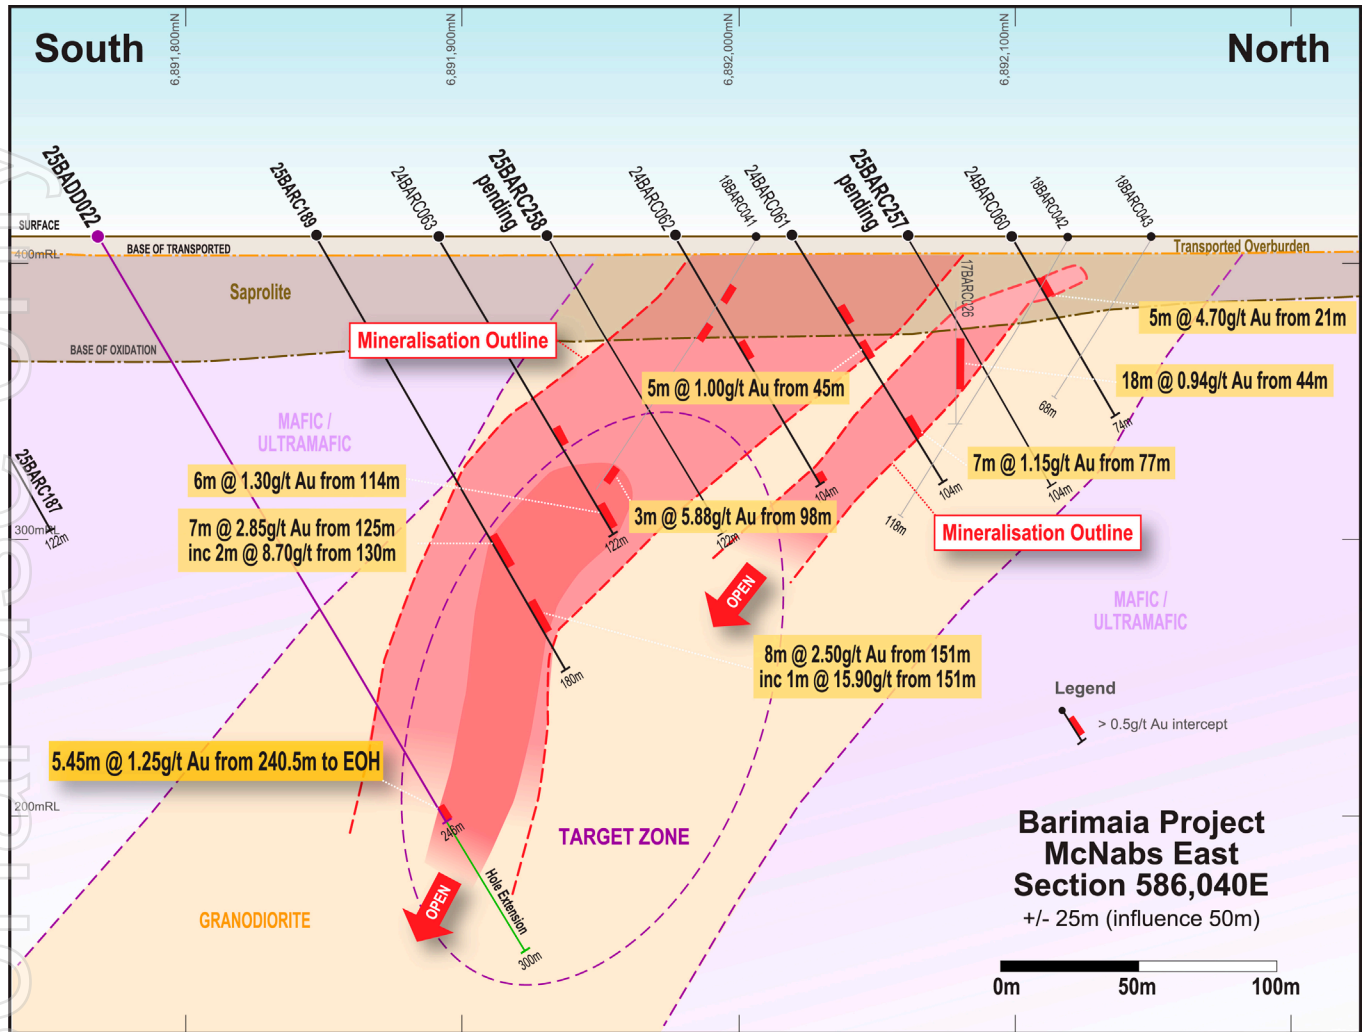 South
North
6,891,800mN
6,891,900mN
6,892,000mN
6,892,100mN
25BADD022
25BARC189
24BARC063
25BARC258
pending
24BARC062
18BARC041
24BARC061
25BARC257
pending
24BARC060
18BARC042
18BARC043
SURFACE
BASE OF TRANSPORTED
Transported Overburden
400mRL
Saprolite
17BARC026
5m @ 4.70g/t Au from 21m
Mineralisation Outline
BASE OF OXIDATION
5m @ 1.00g/t Au from 45m
18m @ 0.94g/t Au from 44m
68m
74m
MAFIC /
ULTRAMAFIC
25BARC187
122m
6m @ 1.30g/t Au from 114m
7m @ 1.15g/t Au from 77m
104m
104m
104m
118m
7m @ 2.85g/t Au from 125m
inc 2m @ 8.70g/t from 130m
3m @ 5.88g/t Au from 98m
300mRL
122m
122m
Mineralisation Outline
OPEN
MAFIC /
ULTRAMAFIC
8m @ 2.50g/t Au from 151m
inc 1m @ 15.90g/t from 151m
180m
Legend
> 0.5g/t Au intercept
5.45m @ 1.25g/t Au from 240.5m to EOH
200mRL
246m
TARGET ZONE
Hole Extension
OPEN
300m
GRANODIORITE
Barimaia Project
McNabs East
Section 586,040E
+/- 25m (influence 50m)
0m
50m
100m